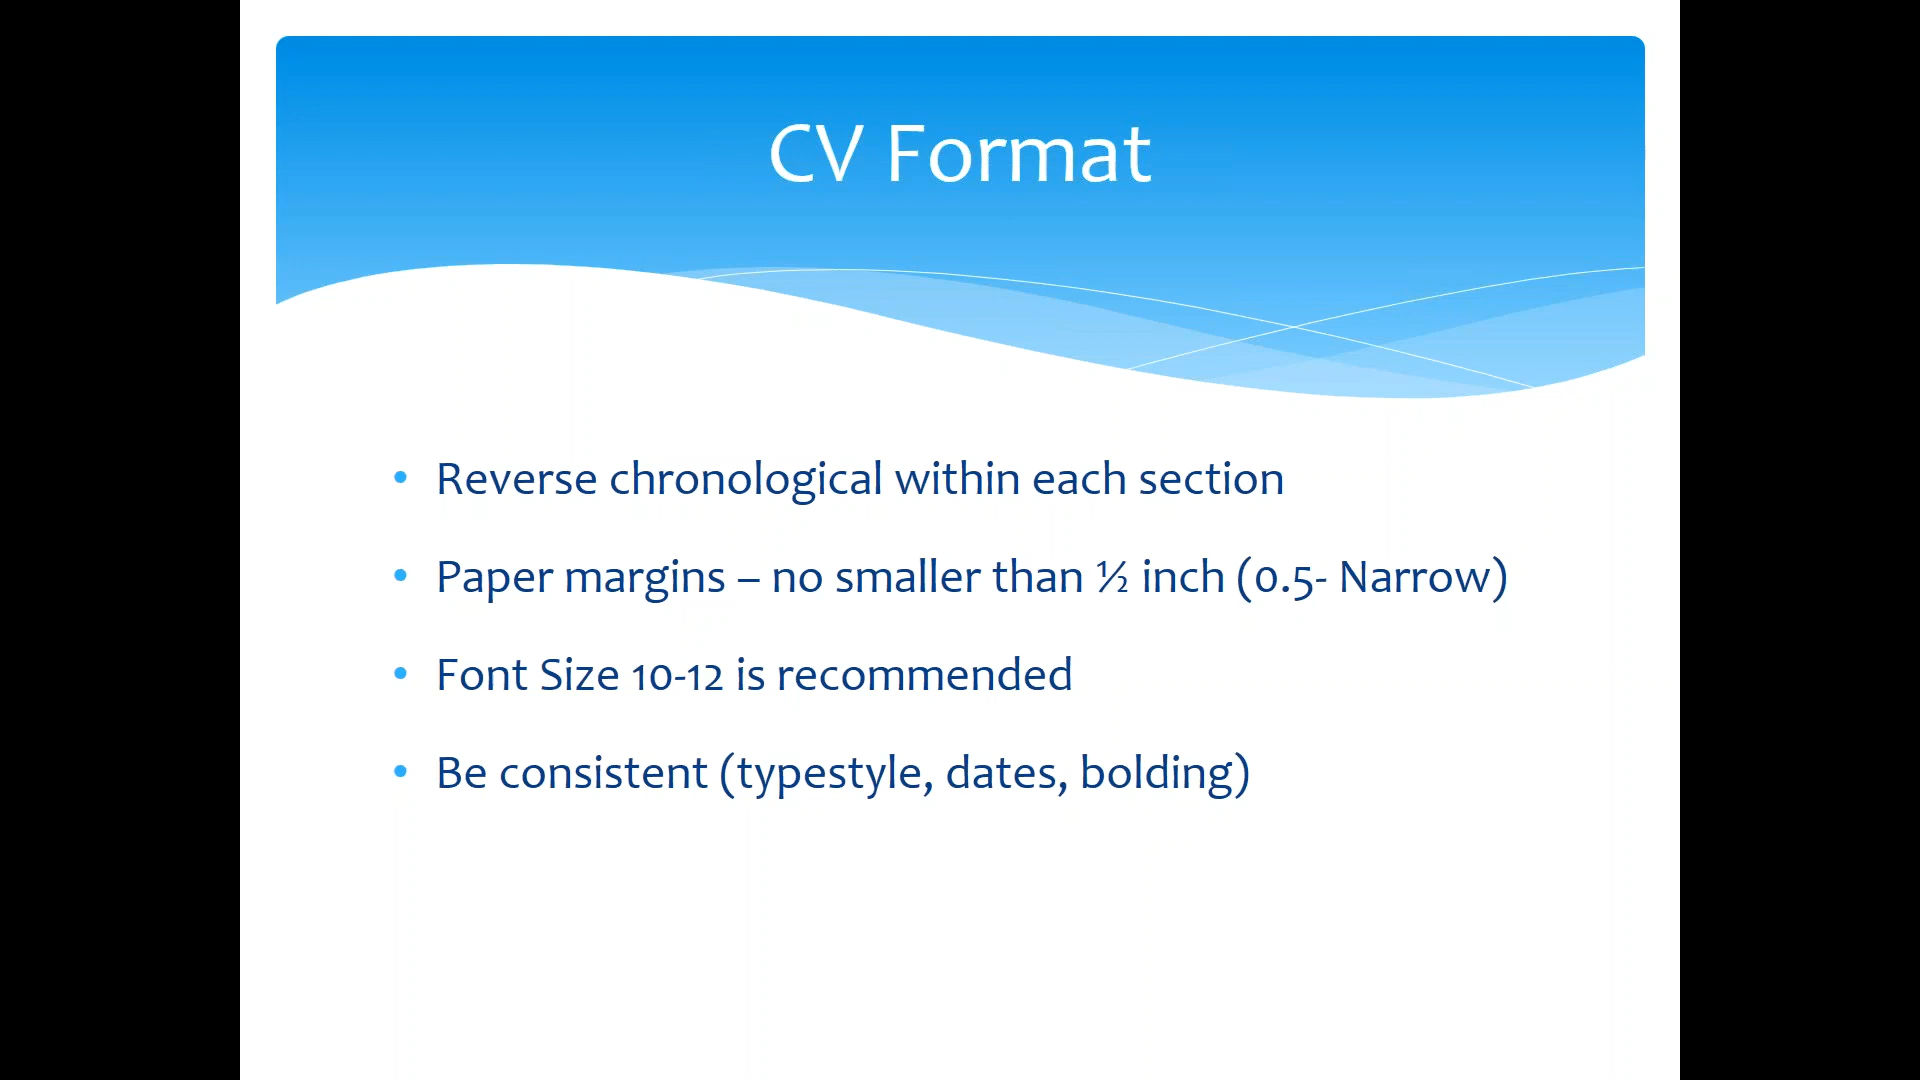 CV Format
• Reverse chronological within each section
• Paper margins – no smaller than ½ inch (0.5- Narrow)
• Font Size 10-12 is recommended
• Be consistent (typestyle, dates, bolding)